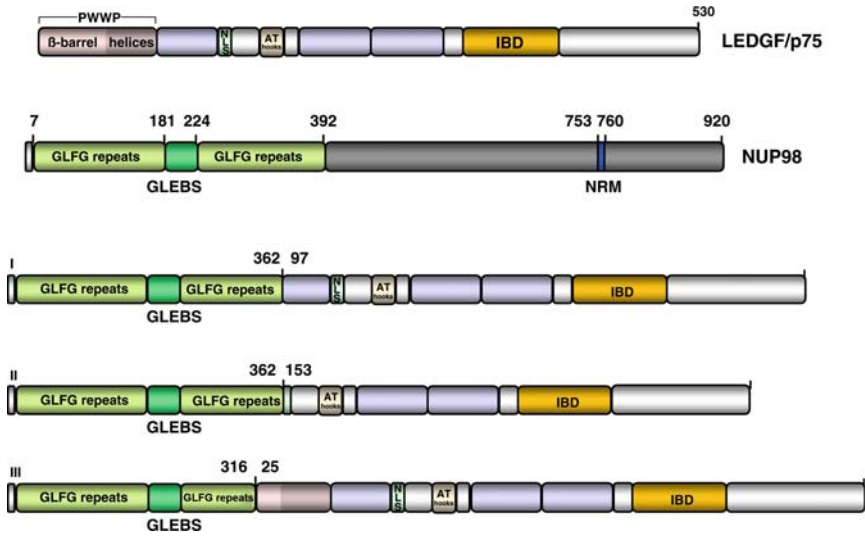 PWWP
530
ß-barrel helices NLS AT hooks IBD
LEDGF/p75
7 181 224 392 753 760 920
GLFG repeats GLFG repeats
NUP98
GLEBS NRM
I
362 97
GLFG repeats GLFG repeats NLS AT hooks IBD
GLEBS
II
362 153
GLFG repeats GLFG repeats AT hooks IBD
GLEBS
III
316 25
GLFG repeats GLFG repeats NLS AT hooks IBD
GLEBS